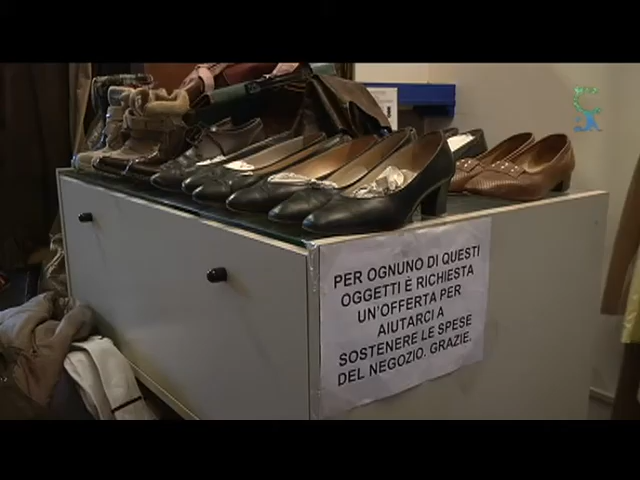 PER OGNUNO DI QUESTI
OGGETTI È RICHIESTA
UN'OFFERTA PER
AIUTARCI A
SOSTENERE LE SPESE
DEL NEGOZIO. GRAZIE.